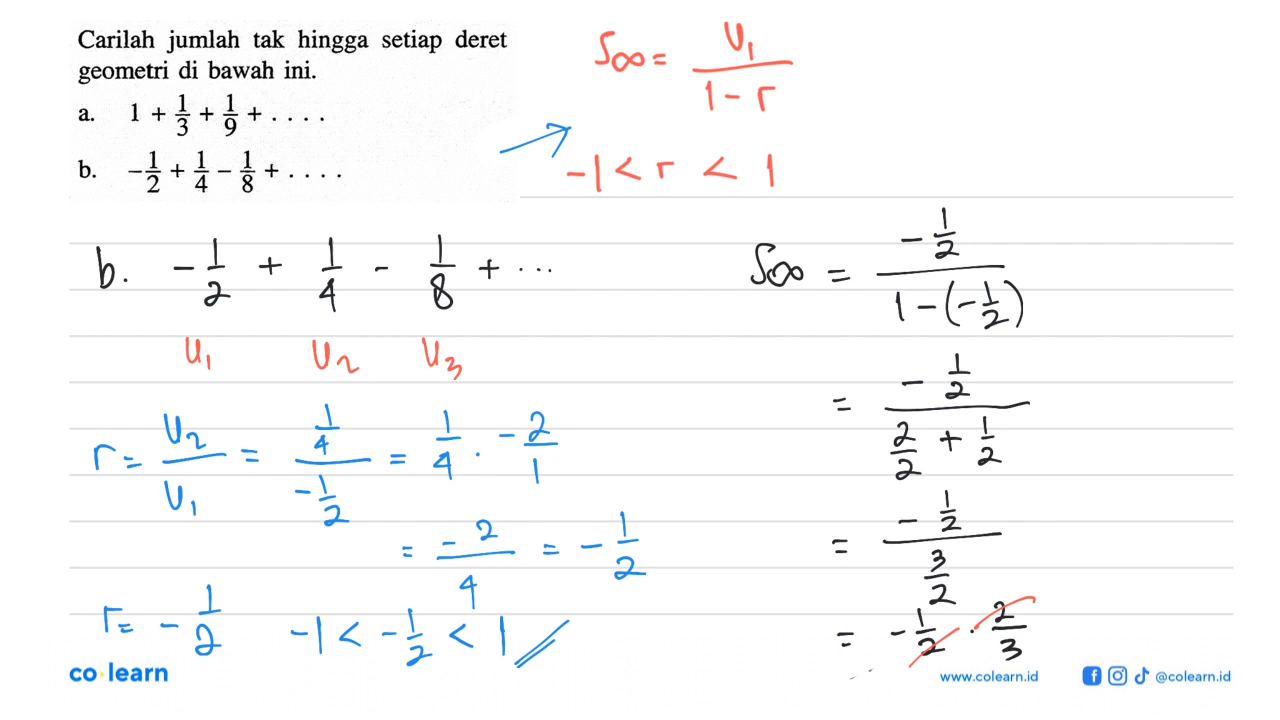 Carilah jumlah tak hingga setiap deret
geometri di bawah ini.
a. 1 + 1/3 + 1/9 + . . . .
b. -1/2 + 1/4 - 1/8 + . . . .
S∞ = U₁/(1 - r)
-1 < r < 1
b. -1/2 + 1/4 - 1/8 + ...
U₁ U₂ U₃
r = U₂/U₁ = (1/4)/(-1/2) = 1/4 · -2/1
= -2/4 = -1/2
r = -1/2 -1 < -1/2 < 1
S∞ = (-1/2)/(1 - (-1/2))
= (-1/2)/(2/2 + 1/2)
= (-1/2)/(3/2)
= -1/2 · 2/3
co learn
www.colearn.id @colearn.id